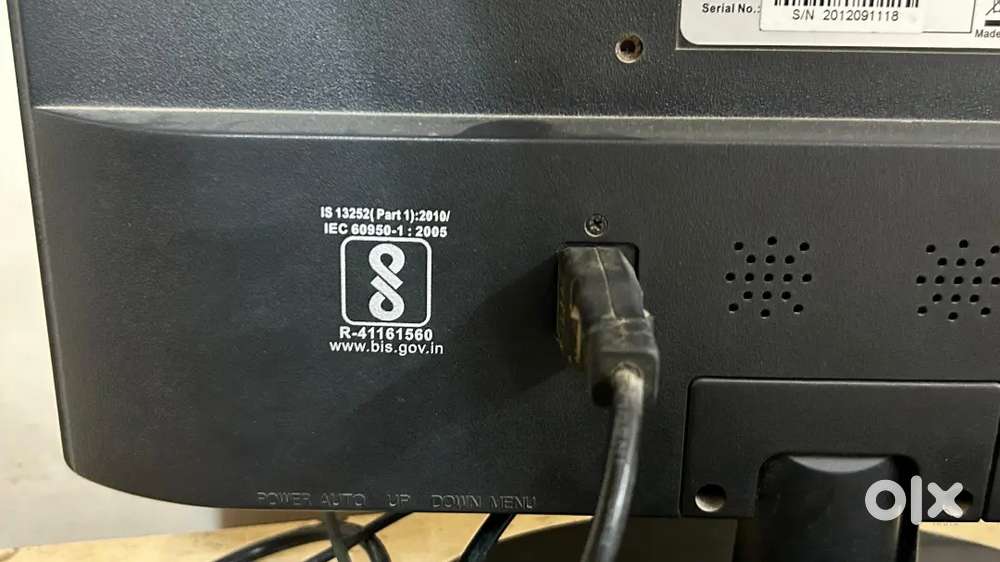 Serial No.:
S/N 2012091118
Made
IS 13252( Part 1):2010/
IEC 60950-1 : 2005
R-41161560
www.bis.gov.in
POWER AUTO UP DOWN MENU
olx
INDIA